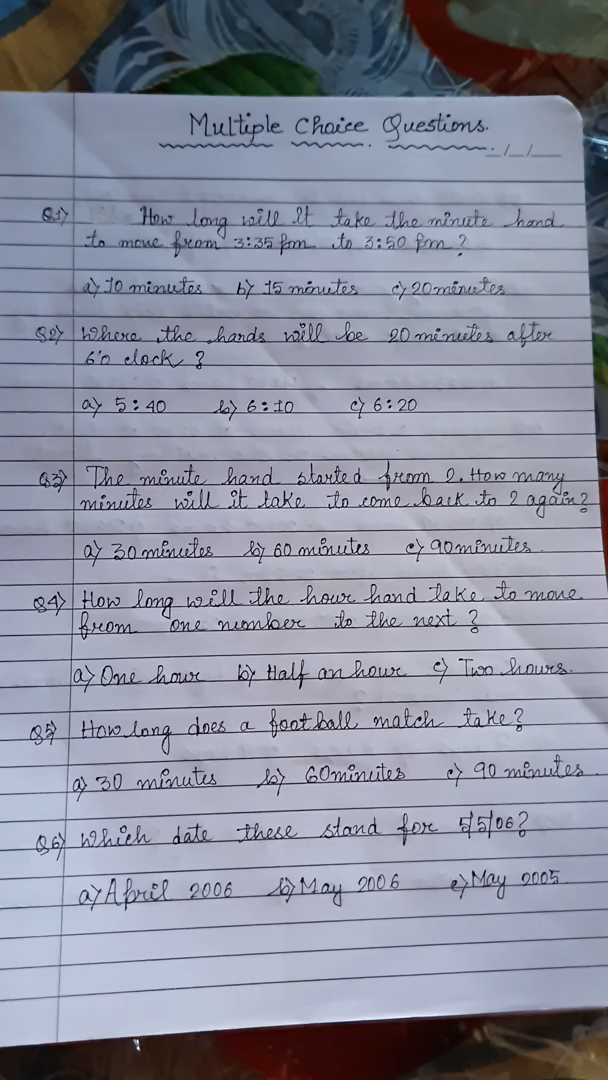 Multiple Choice Questions.
_/_/__
Q1) How long will It take the minute hand
to move from 3:35 pm to 3:50 pm ?
a) 10 minutes b) 15 minutes c) 20 minutes
Q2) Where the hands will be 20 minutes after
6'o clock ?
a) 5:40 b) 6:10 c) 6:20
Q3) The minute hand started from 2. How many
minutes will it take to come back to 2 again?
a) 30 minutes b) 60 minutes c) 90 minutes.
Q4) How long will the hour hand take to move
from one number to the next ?
a) One hour b) Half an hour c) Two hours.
Q5) How long does a football match take?
a) 30 minutes b) 60 minutes c) 90 minutes.
Q6) Which date these stand for 5/5/06?
a) April 2006 b) May 2006 c) May 2005